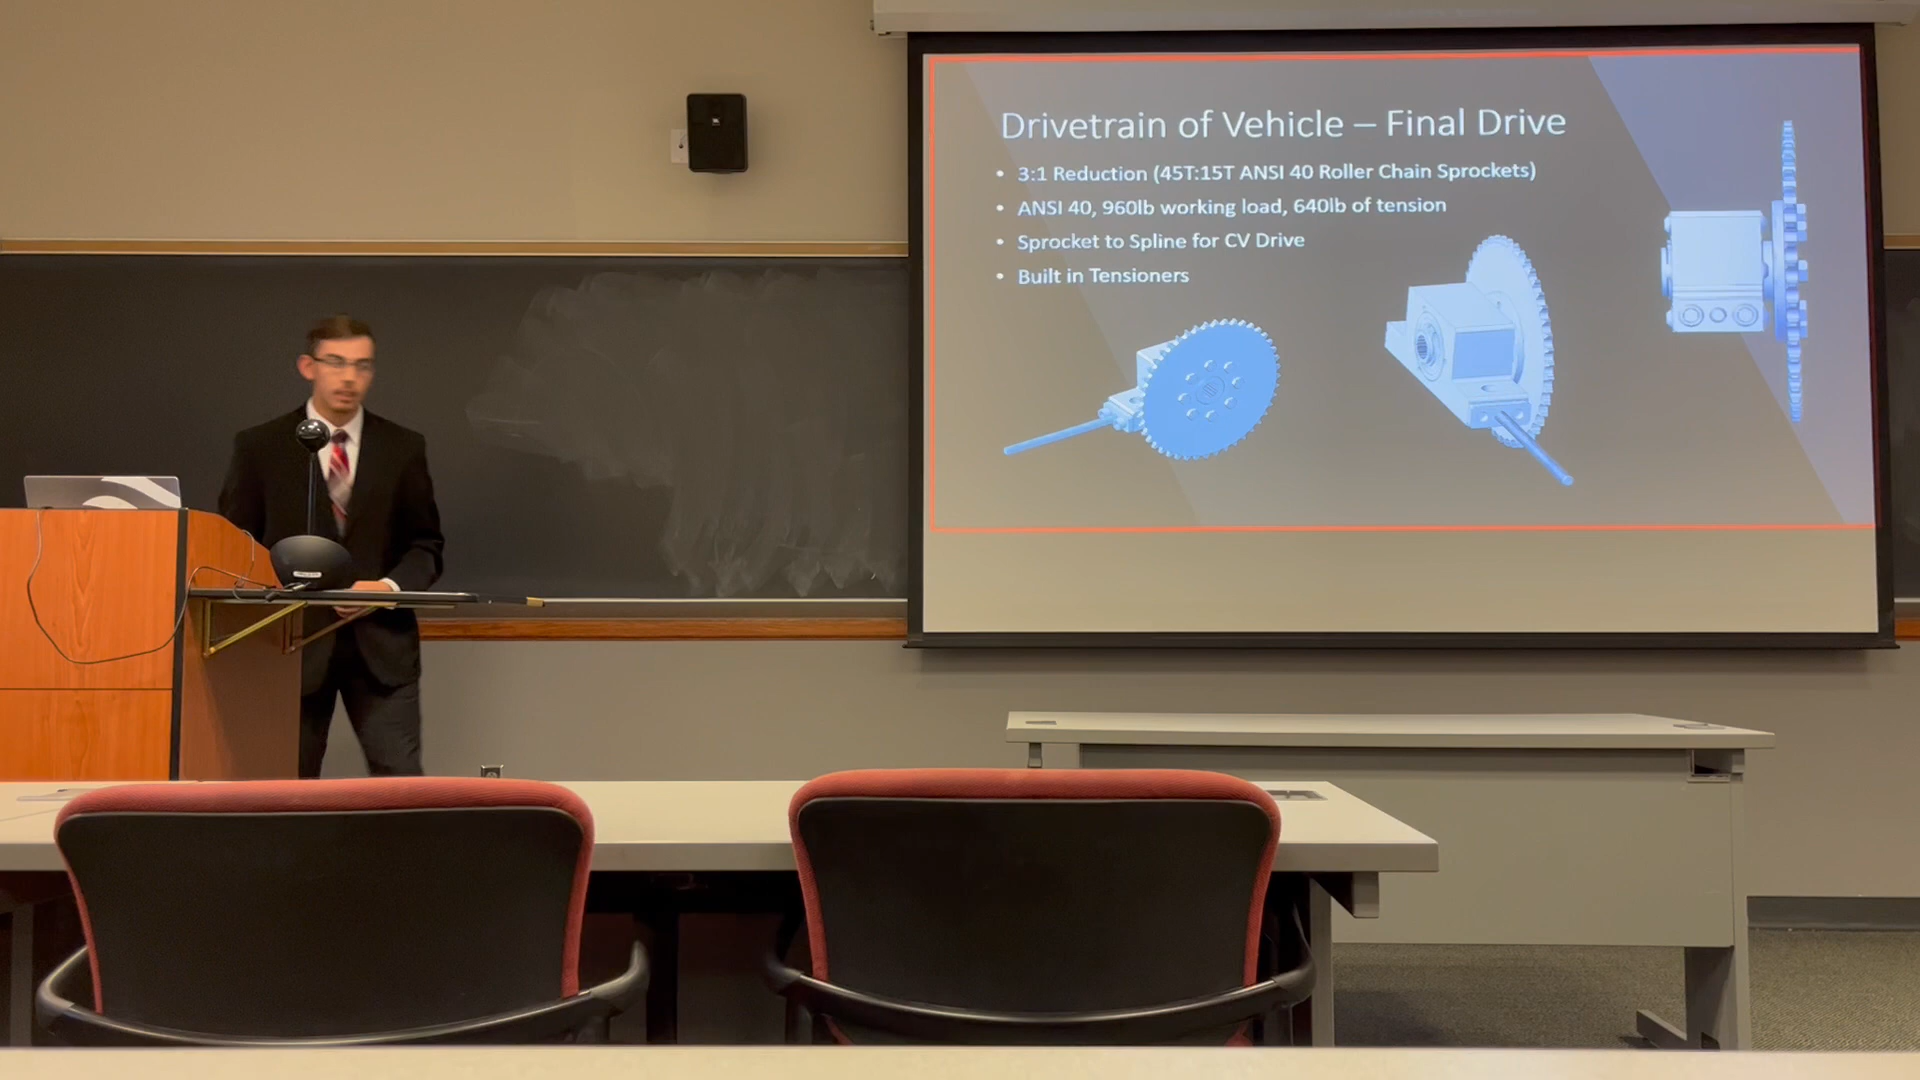 Drivetrain of Vehicle – Final Drive
• 3:1 Reduction (45T:15T ANSI 40 Roller Chain Sprockets)
• ANSI 40, 960lb working load, 640lb of tension
• Sprocket to Spline for CV Drive
• Built in Tensioners